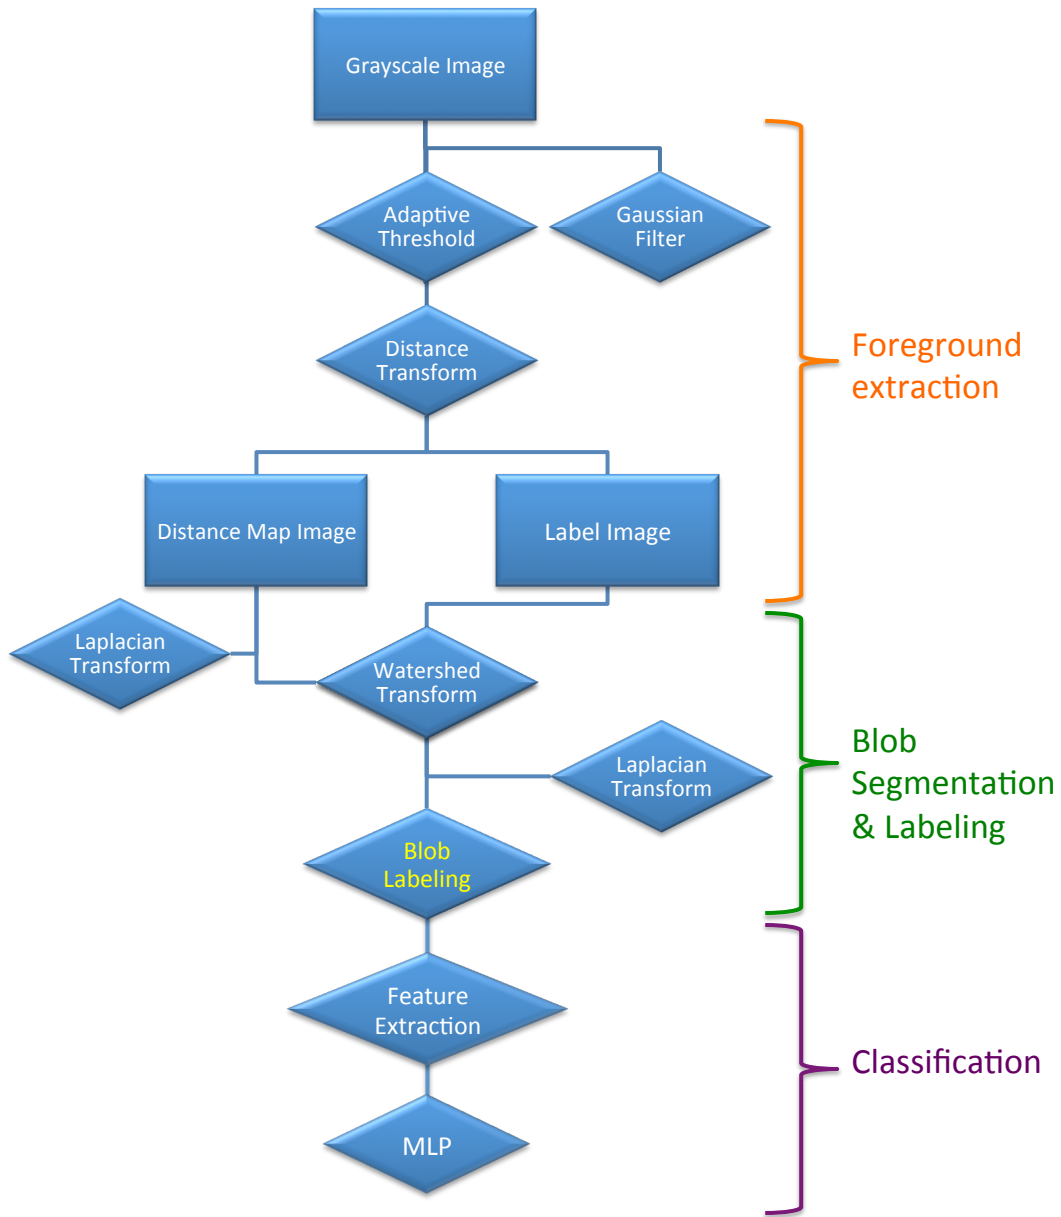 Grayscale Image
Adaptive
Threshold
Gaussian
Filter
Distance
Transform
Foreground
extraction
Distance Map Image
Label Image
Laplacian
Transform
Watershed
Transform
Laplacian
Transform
Blob
Segmentation
& Labeling
Blob
Labeling
Feature
Extraction
Classification
MLP